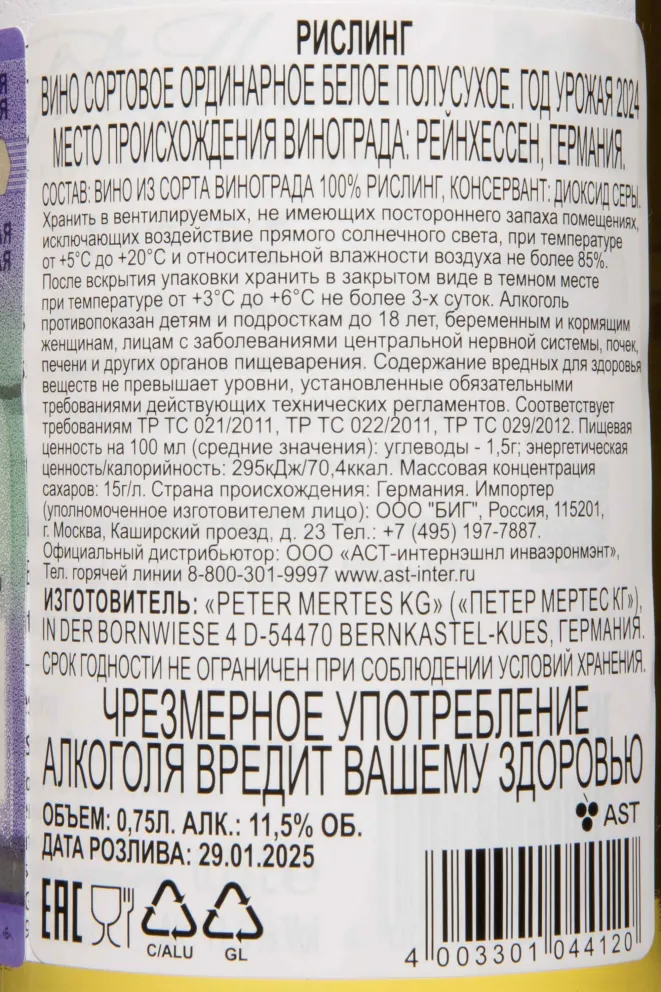 РИСЛИНГ
ВИНО СОРТОВОЕ ОРДИНАРНОЕ БЕЛОЕ ПОЛУСУХОЕ. ГОД УРОЖАЯ 2024
МЕСТО ПРОИСХОЖДЕНИЯ ВИНОГРАДА: РЕЙНХЕССЕН, ГЕРМАНИЯ.
СОСТАВ: ВИНО ИЗ СОРТА ВИНОГРАДА 100% РИСЛИНГ, КОНСЕРВАНТ: ДИОКСИД СЕРЫ.
Хранить в вентилируемых, не имеющих постороннего запаха помещениях,
исключающих воздействие прямого солнечного света, при температуре
от +5°С до +20°С и относительной влажности воздуха не более 85%.
После вскрытия упаковки хранить в закрытом виде в темном месте
при температуре от +3°С до +6°С не более 3-х суток. Алкоголь
противопоказан детям и подросткам до 18 лет, беременным и кормящим
женщинам, лицам с заболеваниями центральной нервной системы, почек,
печени и других органов пищеварения. Содержание вредных для здоровья
веществ не превышает уровни, установленные обязательными
требованиями действующих технических регламентов. Соответствует
требованиям ТР ТС 021/2011, ТР ТС 022/2011, ТР ТС 029/2012. Пищевая
ценность на 100 мл (средние значения): углеводы - 1,5г; энергетическая
ценность/калорийность: 295кДж/70,4ккал. Массовая концентрация
сахаров: 15г/л. Страна происхождения: Германия. Импортер
(уполномоченное изготовителем лицо): ООО "БИГ", Россия, 115201,
г. Москва, Каширский проезд, д. 23 Тел.: +7 (495) 197-7887.
Официальный дистрибьютор: ООО «АСТ-интернэшнл инваэронмэнт»,
Тел. горячей линии 8-800-301-9997 www.ast-inter.ru
ИЗГОТОВИТЕЛЬ: «PETER MERTES KG» («ПЕТЕР МЕРТЕС КГ»),
IN DER BORNWIESE 4 D-54470 BERNKASTEL-KUES, ГЕРМАНИЯ.
СРОК ГОДНОСТИ НЕ ОГРАНИЧЕН ПРИ СОБЛЮДЕНИИ УСЛОВИЙ ХРАНЕНИЯ.
ЧРЕЗМЕРНОЕ УПОТРЕБЛЕНИЕ
АЛКОГОЛЯ ВРЕДИТ ВАШЕМУ ЗДОРОВЬЮ
ОБЪЕМ: 0,75Л. АЛК.: 11,5% ОБ.
AST
ДАТА РОЗЛИВА: 29.01.2025
EAC
C/ALU
GL
4 003301 044120